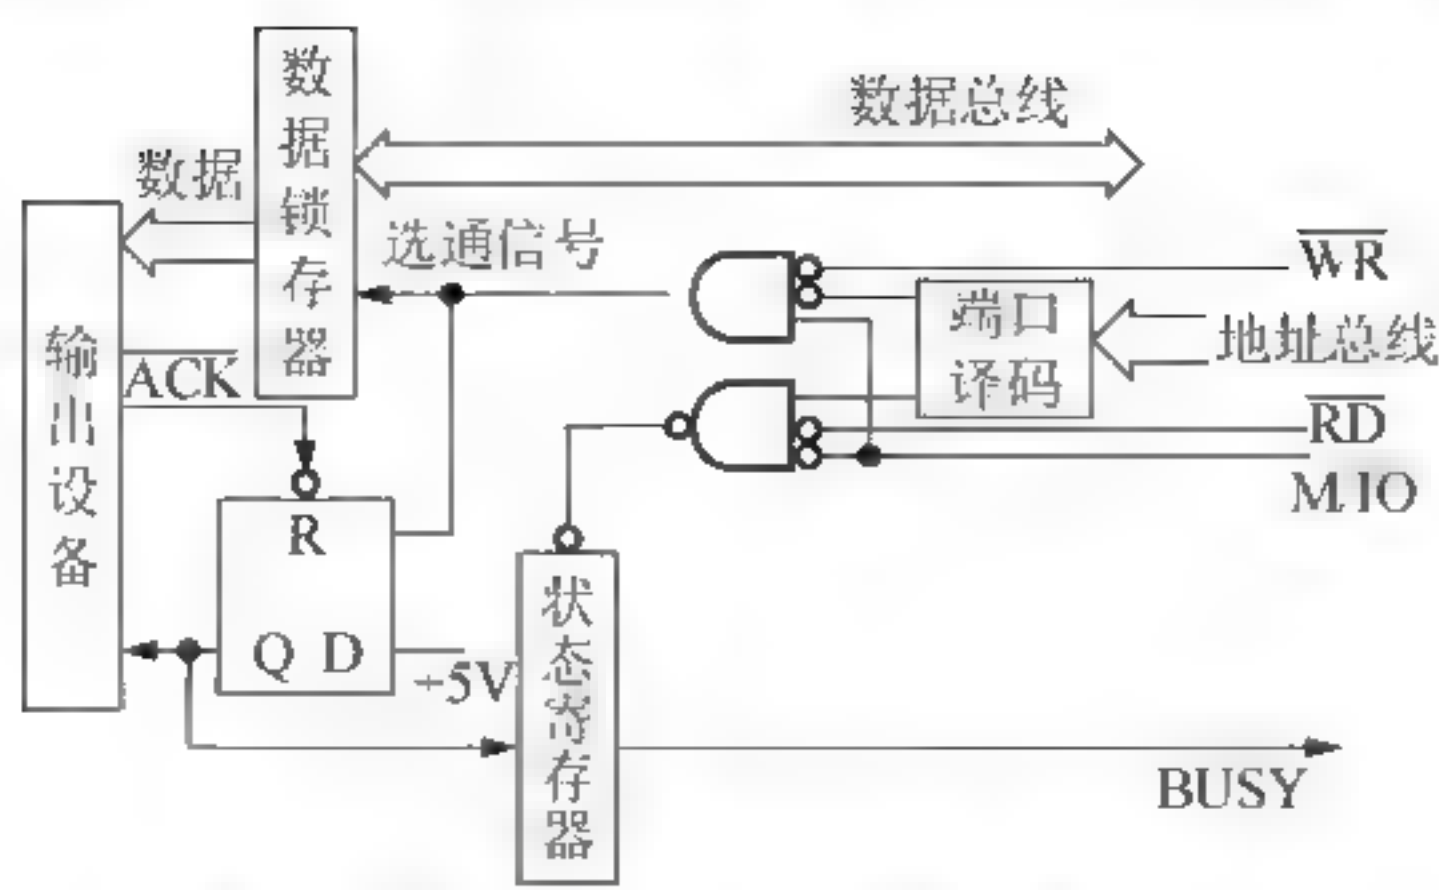 数据锁存器
数据总线
数据
选通信号
WR
端口译码
地址总线
ACK
RD
M/IO
输出设备
R
Q D
+5V
状态寄存器
BUSY